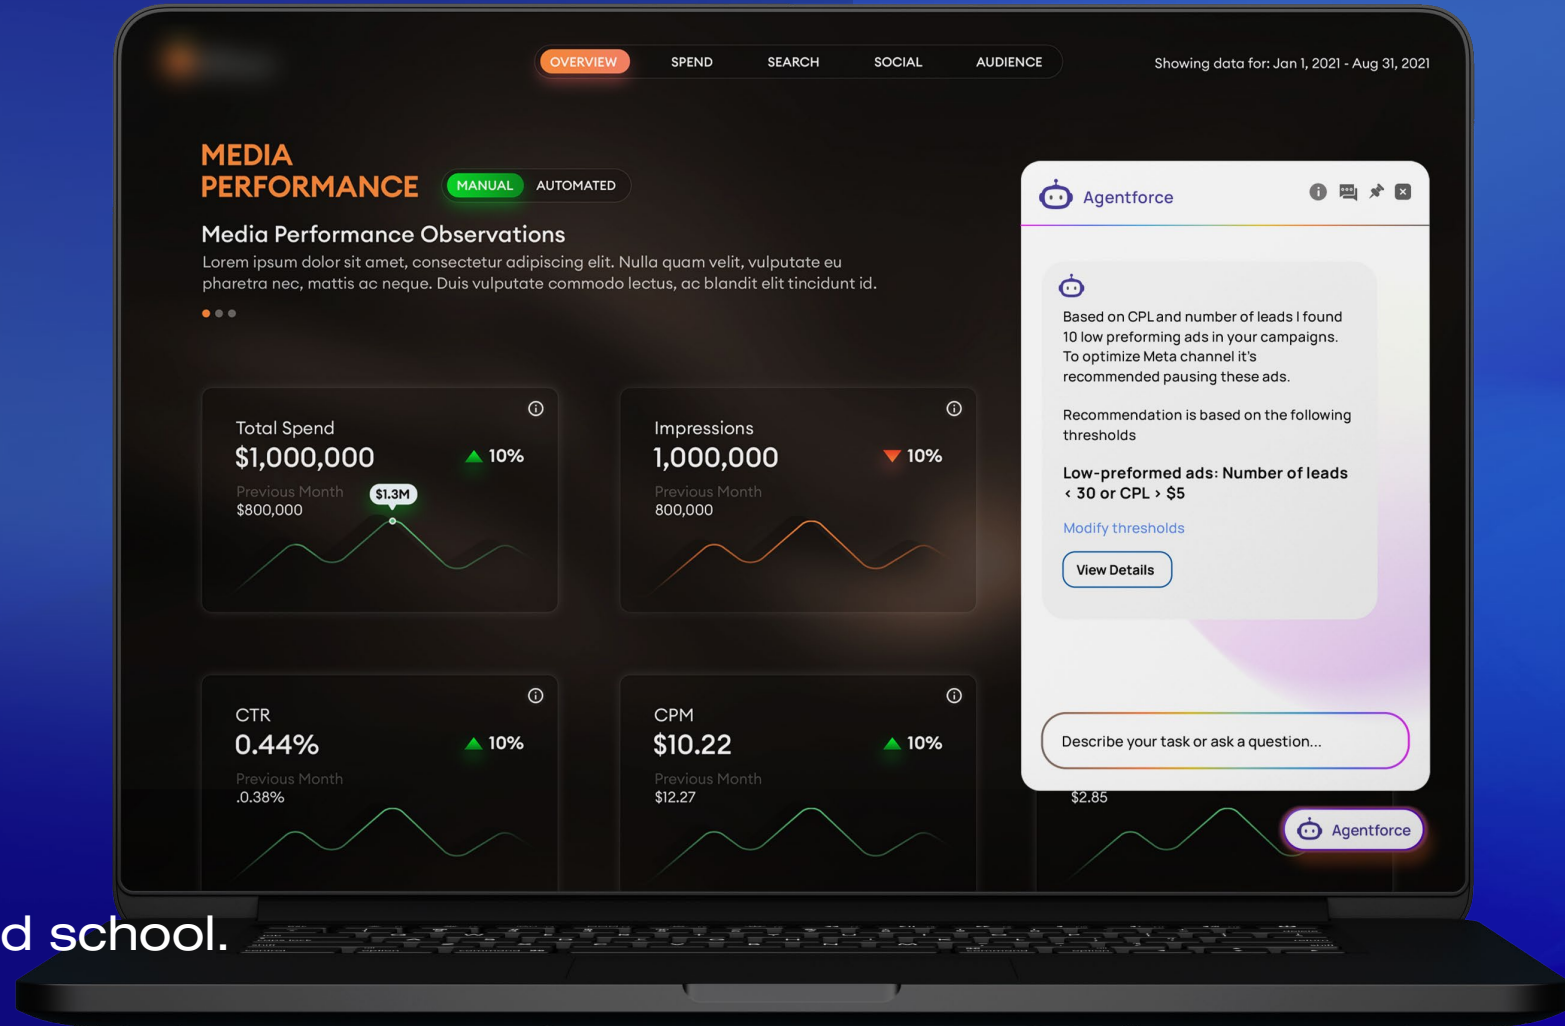 OVERVIEW
SPEND
SEARCH
SOCIAL
AUDIENCE
Showing data for: Jan 1, 2021 - Aug 31, 2021
MEDIA
PERFORMANCE
MANUAL
AUTOMATED
Media Performance Observations
Lorem ipsum dolor sit amet, consectetur adipiscing elit. Nulla quam velit, vulputate eu
pharetra nec, mattis ac neque. Duis vulputate commodo lectus, ac blandit elit tincidunt id.
Total Spend
$1,000,000
10%
Previous Month
$800,000
$1.3M
Impressions
1,000,000
10%
Previous Month
800,000
CTR
0.44%
10%
Previous Month
.0.38%
CPM
$10.22
10%
Previous Month
$12.27
$2.85
Agentforce
Based on CPL and number of leads I found
10 low preforming ads in your campaigns.
To optimize Meta channel it's
recommended pausing these ads.
Recommendation is based on the following
thresholds
Low-preformed ads: Number of leads
< 30 or CPL > $5
Modify thresholds
View Details
Describe your task or ask a question...
Agentforce
d school.